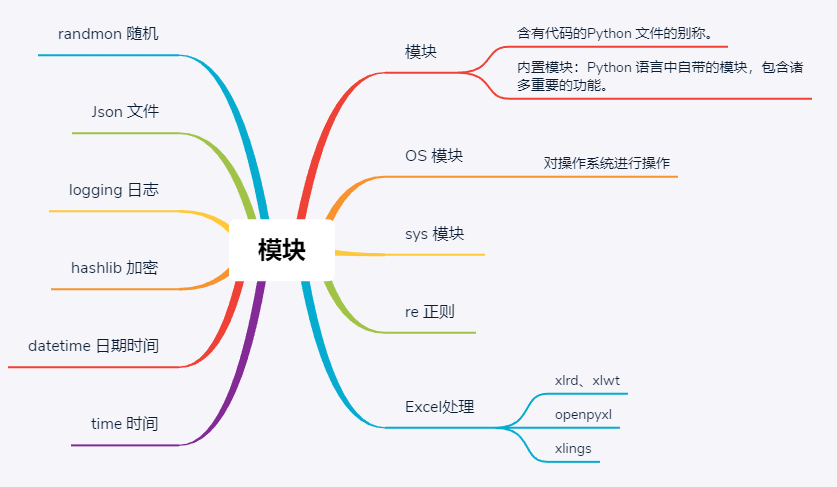 模块
randmon 随机
Json 文件
logging 日志
hashlib 加密
datetime 日期时间
time 时间
模块
含有代码的Python 文件的别称。
内置模块：Python 语言中自带的模块，包含诸
多重要的功能。
OS 模块
对操作系统进行操作
sys 模块
re 正则
Excel处理
xlrd、xlwt
openpyxl
xlings